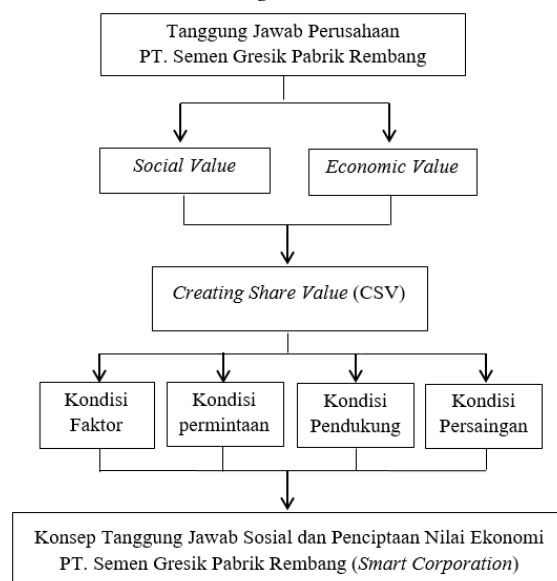 Tanggung Jawab Perusahaan
PT. Semen Gresik Pabrik Rembang
Social Value
Economic Value
Creating Share Value (CSV)
Kondisi
Faktor
Kondisi
permintaan
Kondisi
Pendukung
Kondisi
Persaingan
Konsep Tanggung Jawab Sosial dan Penciptaan Nilai Ekonomi
PT. Semen Gresik Pabrik Rembang (Smart Corporation)